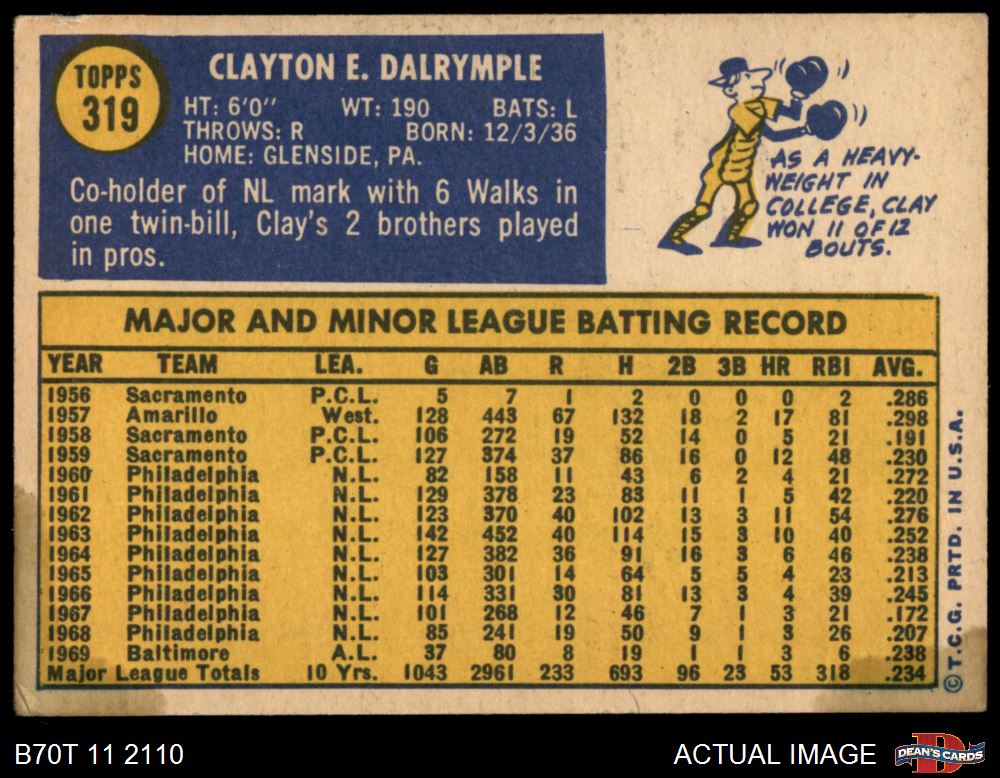 TOPPS
319
CLAYTON E. DALRYMPLE
HT: 6'0" WT: 190 BATS: L
THROWS: R BORN: 12/3/36
HOME: GLENSIDE, PA.
Co-holder of NL mark with 6 Walks in
one twin-bill, Clay's 2 brothers played
in pros.
AS A HEAVY-
WEIGHT IN
COLLEGE, CLAY
WON 11 OF 12
BOUTS.
MAJOR AND MINOR LEAGUE BATTING RECORD
YEAR TEAM LEA. G AB R H 2B 3B HR RBI AVG.
1956 Sacramento P.C.L. 5 7 1 2 0 0 0 2 .286
1957 Amarillo West. 128 443 67 132 18 2 17 81 .298
1958 Sacramento P.C.L. 106 272 19 52 14 0 5 21 .191
1959 Sacramento P.C.L. 127 374 37 86 16 0 12 48 .230
1960 Philadelphia N.L. 82 158 11 43 6 2 4 21 .272
1961 Philadelphia N.L. 129 378 23 83 11 1 5 42 .220
1962 Philadelphia N.L. 123 370 40 102 13 3 11 54 .276
1963 Philadelphia N.L. 142 452 40 114 15 3 10 40 .252
1964 Philadelphia N.L. 127 382 36 91 16 3 6 46 .238
1965 Philadelphia N.L. 103 301 14 64 5 5 4 23 .213
1966 Philadelphia N.L. 114 331 30 81 13 3 4 39 .245
1967 Philadelphia N.L. 101 268 12 46 7 1 3 21 .172
1968 Philadelphia N.L. 85 241 19 50 9 1 3 26 .207
1969 Baltimore A.L. 37 80 8 19 1 1 3 6 .238
Major League Totals 10 Yrs. 1043 2961 233 693 96 23 53 318 .234
© T.C.G. PRTD. IN U.S.A.
B70T 11 2110
ACTUAL IMAGE
DEAN'S CARDS